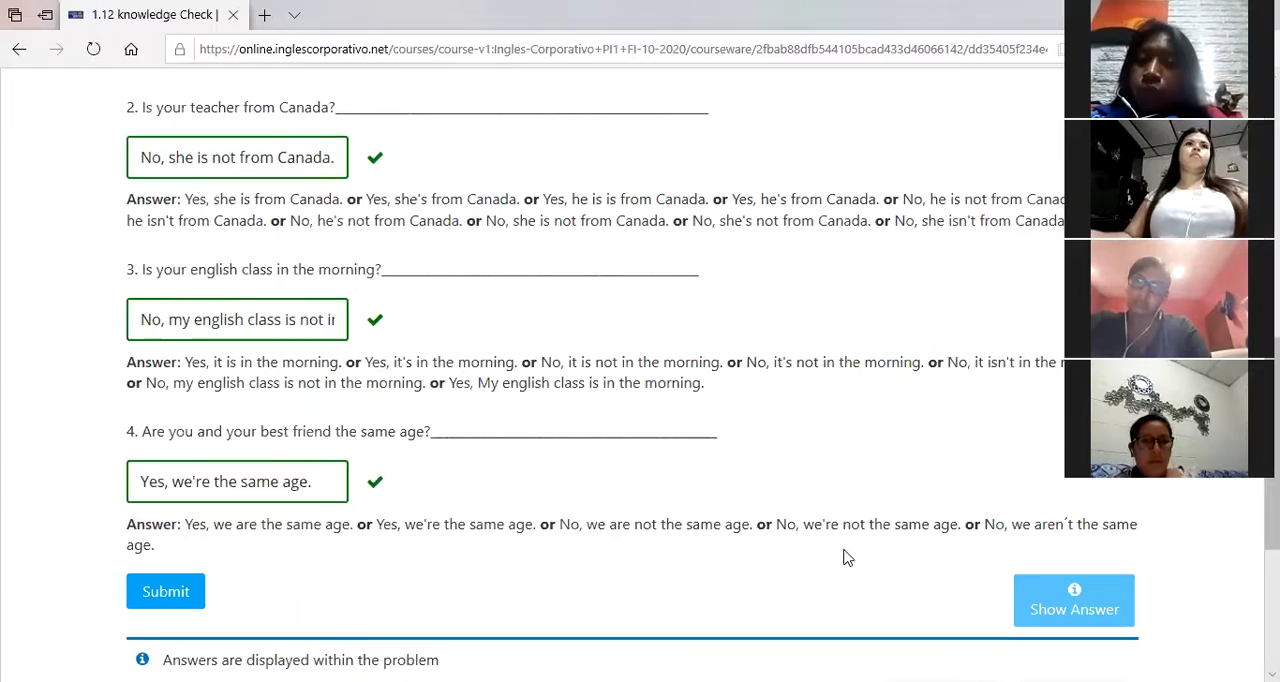 1.12 knowledge Check |
https://online.inglescorporativo.net/courses/course-v1:Ingles-Corporativo+PI1+FI-10-2020/courseware/2fbab88dfb544105bcad433d46066142/dd35405f234e
2. Is your teacher from Canada?
No, she is not from Canada.
Answer: Yes, she is from Canada. or Yes, she's from Canada. or Yes, he is is from Canada. or Yes, he's from Canada. or No, he is not from Canad
he isn't from Canada. or No, he's not from Canada. or No, she is not from Canada. or No, she's not from Canada. or No, she isn't from Canada
3. Is your english class in the morning?
No, my english class is not in
Answer: Yes, it is in the morning. or Yes, it's in the morning. or No, it is not in the morning. or No, it's not in the morning. or No, it isn't in the
or No, my english class is not in the morning. or Yes, My english class is in the morning.
4. Are you and your best friend the same age?
Yes, we're the same age.
Answer: Yes, we are the same age. or Yes, we're the same age. or No, we are not the same age. or No, we're not the same age. or No, we aren´t the same
age.
Submit
Show Answer
Answers are displayed within the problem